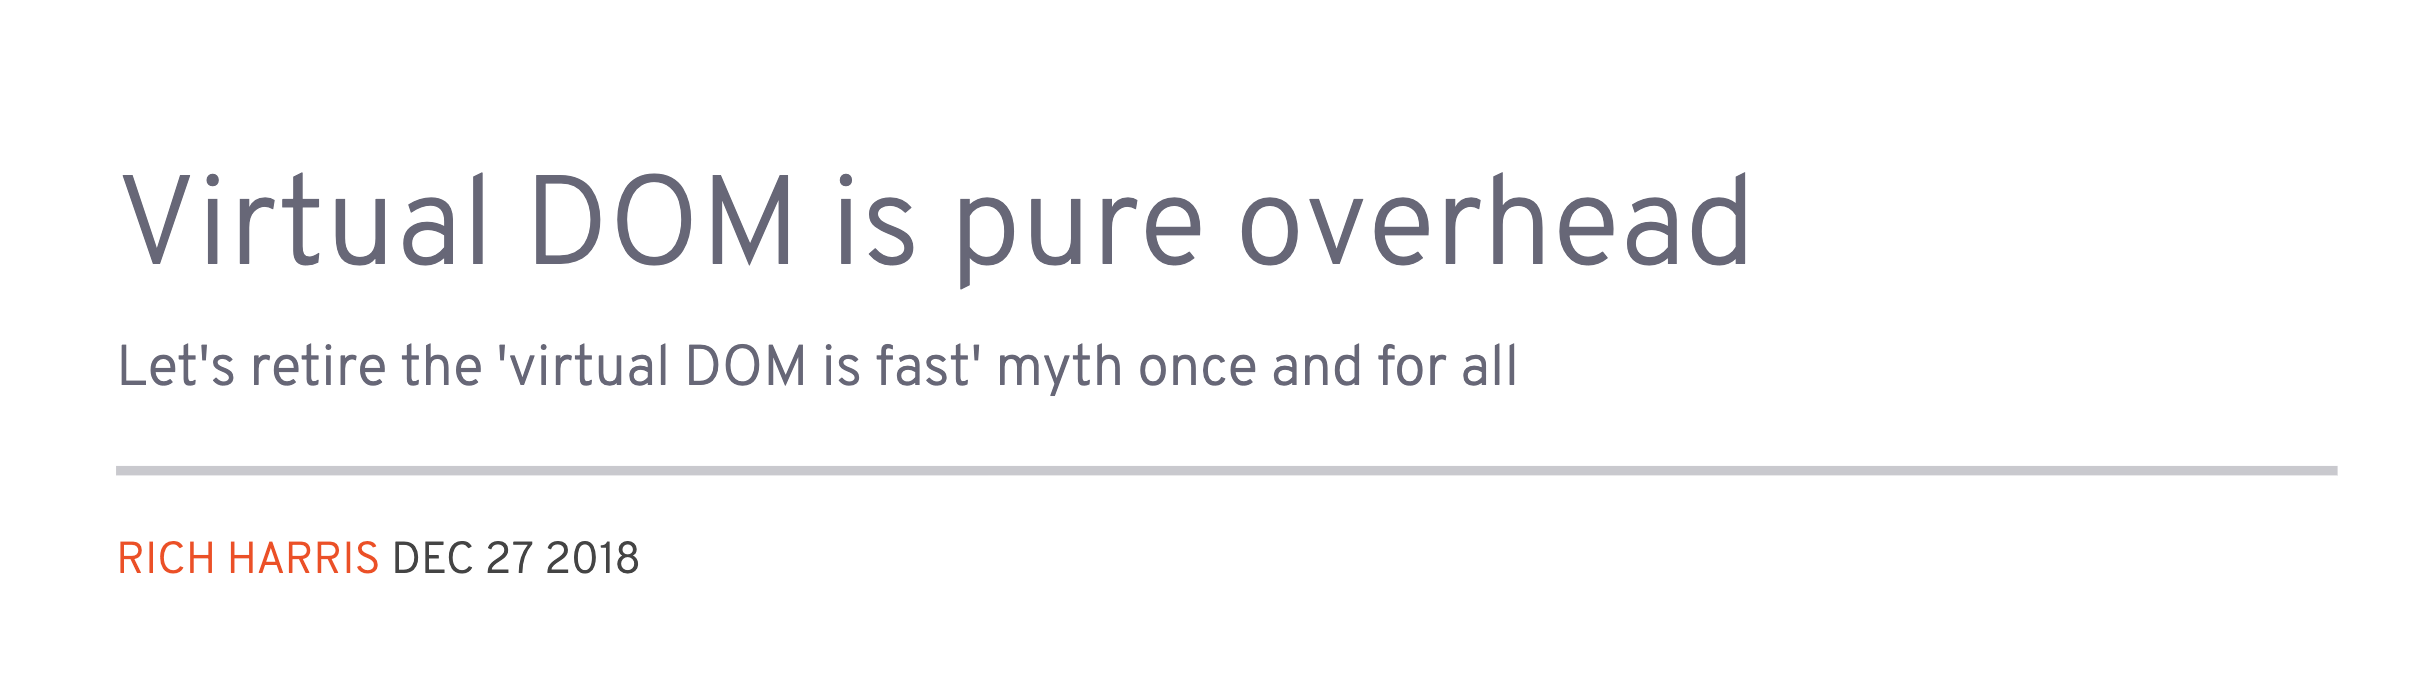 Virtual DOM is pure overhead
Let's retire the 'virtual DOM is fast' myth once and for all
RICH HARRIS DEC 27 2018